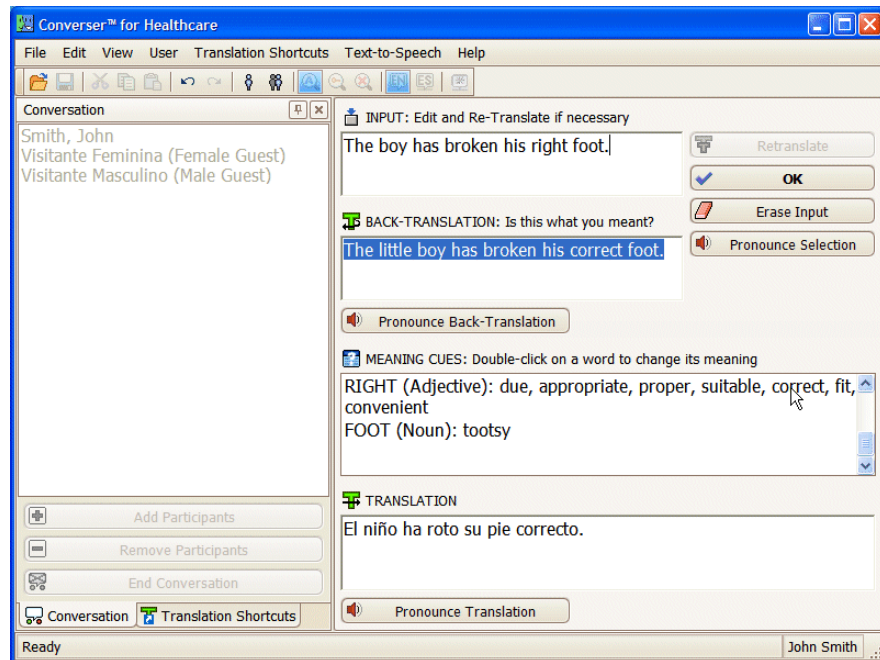 Converser™ for Healthcare
File Edit View User Translation Shortcuts Text-to-Speech Help
A EN ES
Conversation
Smith, John
Visitante Feminina (Female Guest)
Visitante Masculino (Male Guest)
Add Participants
Remove Participants
End Conversation
Conversation Translation Shortcuts
INPUT: Edit and Re-Translate if necessary
The boy has broken his right foot.
Retranslate
OK
Erase Input
Pronounce Selection
BACK-TRANSLATION: Is this what you meant?
The little boy has broken his correct foot.
Pronounce Back-Translation
MEANING CUES: Double-click on a word to change its meaning
RIGHT (Adjective): due, appropriate, proper, suitable, correct, fit,
convenient
FOOT (Noun): tootsy
TRANSLATION
El niño ha roto su pie correcto.
Pronounce Translation
Ready John Smith